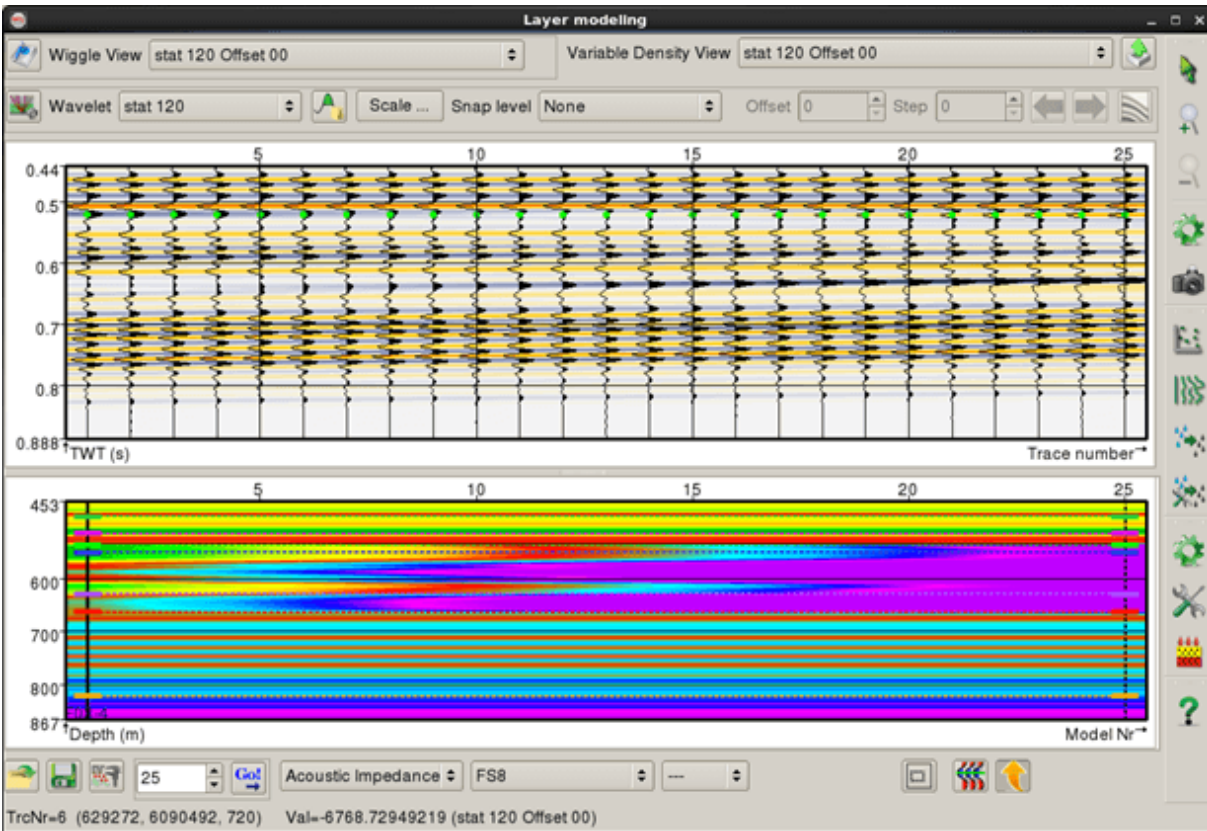 Layer modeling
Wiggle View stat 120 Offset 00 Variable Density View stat 120 Offset 00
Wavelet stat 120 Scale ... Snap level None Offset 0 Step 0
5 10 15 20 25
0.44
0.5
0.6
0.7
0.8
0.888
TWT (s) Trace number
5 10 15 20 25
453
600
700
800
867
Depth (m) Model Nr
25 Go! Acoustic Impedance FS8 ---
TrcNr=6 (629272, 6090492, 720) Val=-6768.72949219 (stat 120 Offset 00)